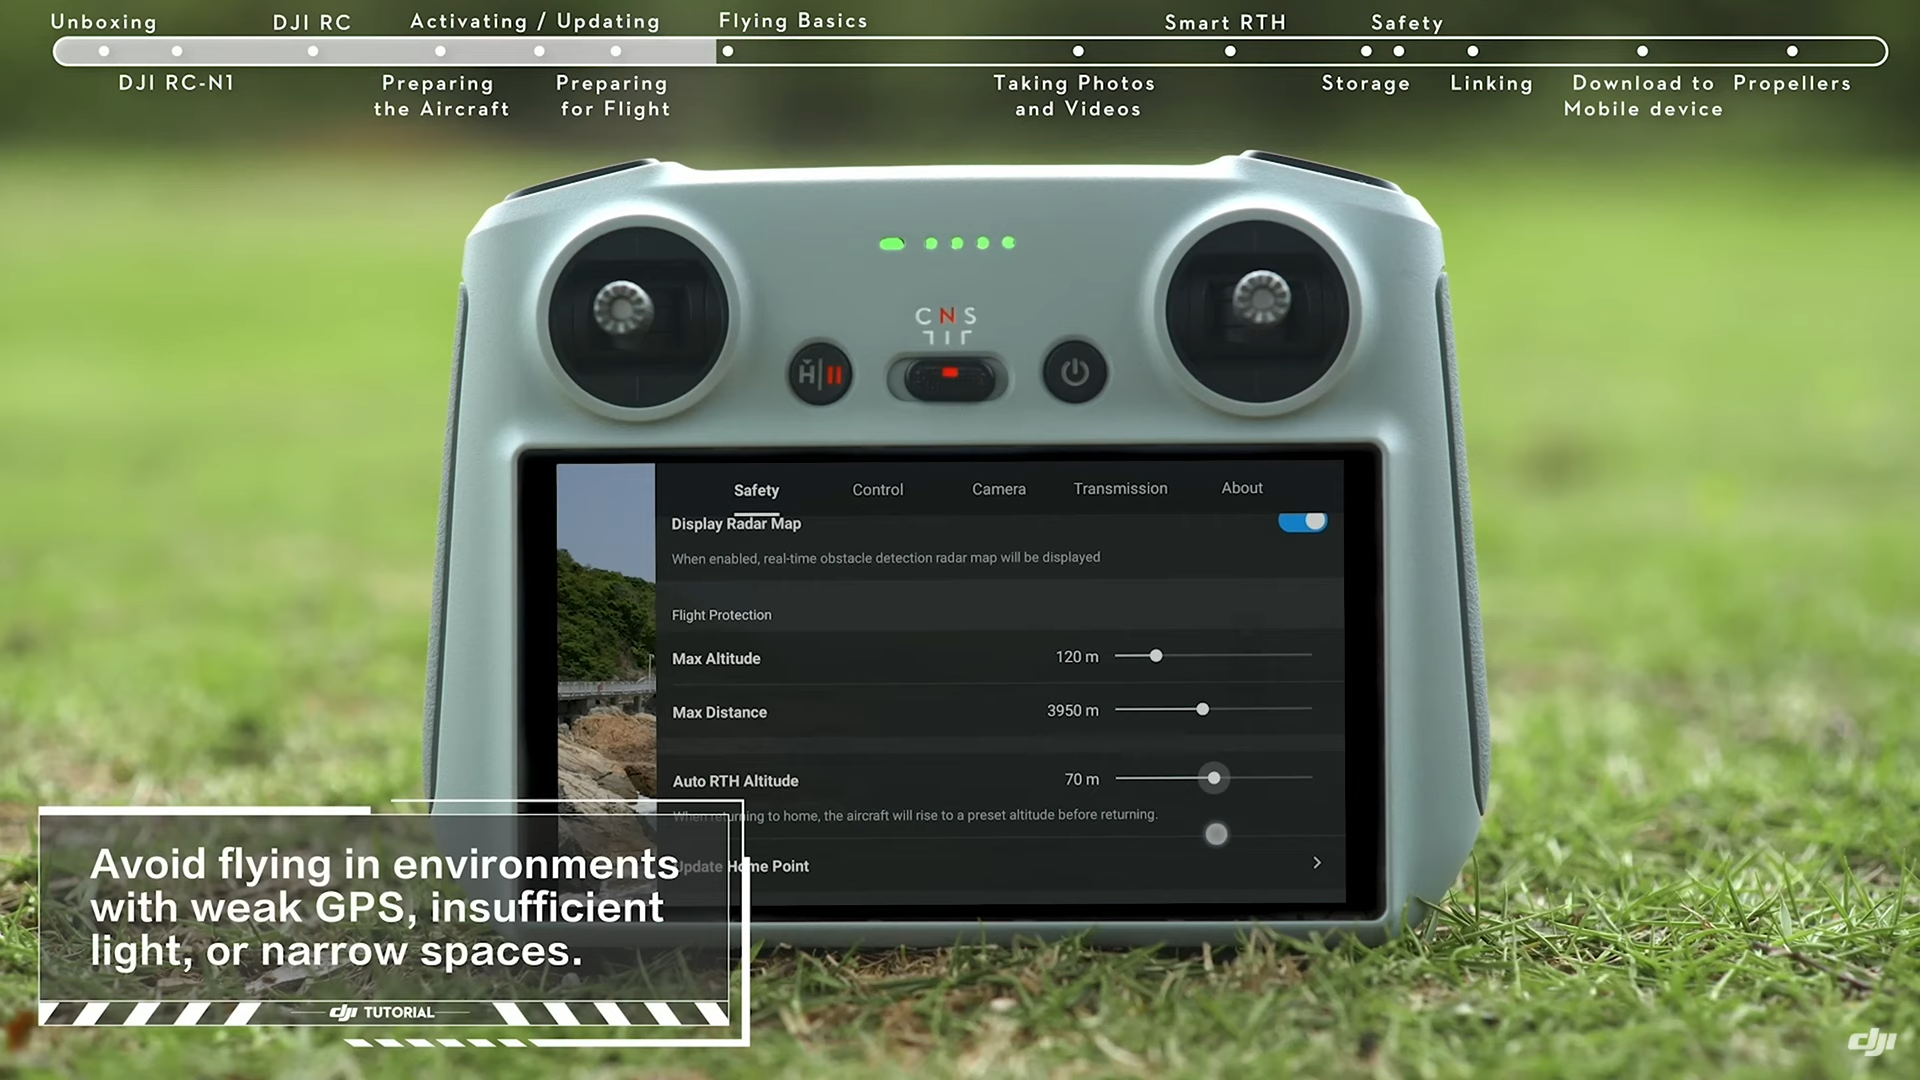 Unboxing
DJI RC
Activating / Updating
Flying Basics
Smart RTH
Safety
DJI RC-N1
Preparing
the Aircraft
Preparing
for Flight
Taking Photos
and Videos
Storage
Linking
Download to
Mobile device
Propellers
C N S
H
Safety Control Camera Transmission About
Display Radar Map
When enabled, real-time obstacle detection radar map will be displayed
Flight Protection
Max Altitude 120 m
Max Distance 3950 m
Auto RTH Altitude 70 m
When returning to home, the aircraft will rise to a preset altitude before returning.
Update Home Point
Avoid flying in environments
with weak GPS, insufficient
light, or narrow spaces.
dji TUTORIAL
dji